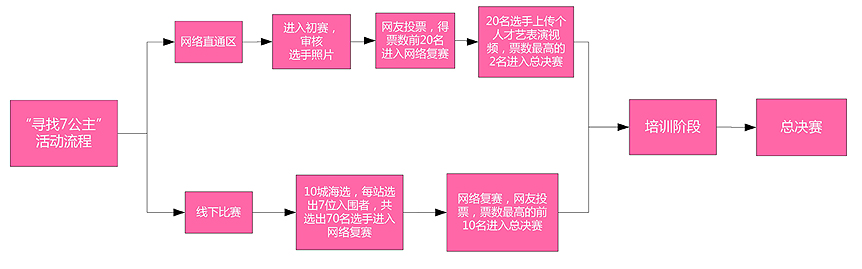 “寻找7公主”
活动流程
网络直通区
进入初赛，
审核
选手照片
网友投票，得
票数前20名
进入网络复赛
20名选手上传个
人才艺表演视
频，票数最高的
2名进入总决赛
线下比赛
10城海选，每站选
出7位入围者，共
选出70名选手进入
网络复赛
网络复赛，网友投
票，票数最高的前
10名进入总决赛
培训阶段
总决赛